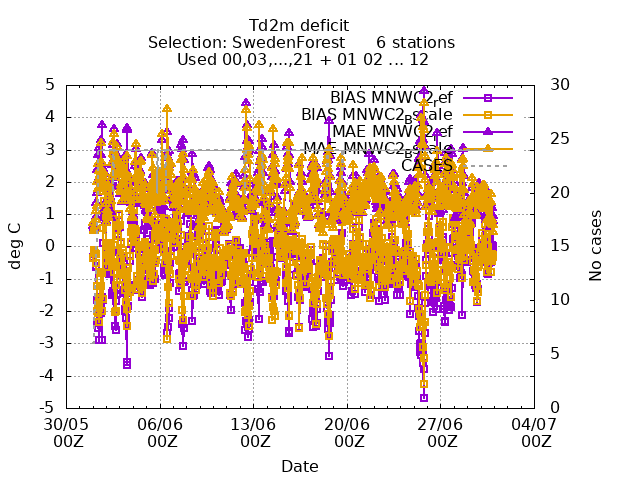 Td2m deficit
Selection: SwedenForest 6 stations
Used 00,03,...,21 + 01 02 ... 12
5
4
3
2
1
0
-1
-2
-3
-4
-5
deg C
30
25
20
15
10
5
0
No cases
BIAS MNWC2_ref
BIAS MNWC2_Bscale
MAE MNWC2_ref
MAE MNWC2_Bscale
CASES
30/05 06/06 13/06 20/06 27/06 04/07
00Z 00Z 00Z 00Z 00Z 00Z
Date